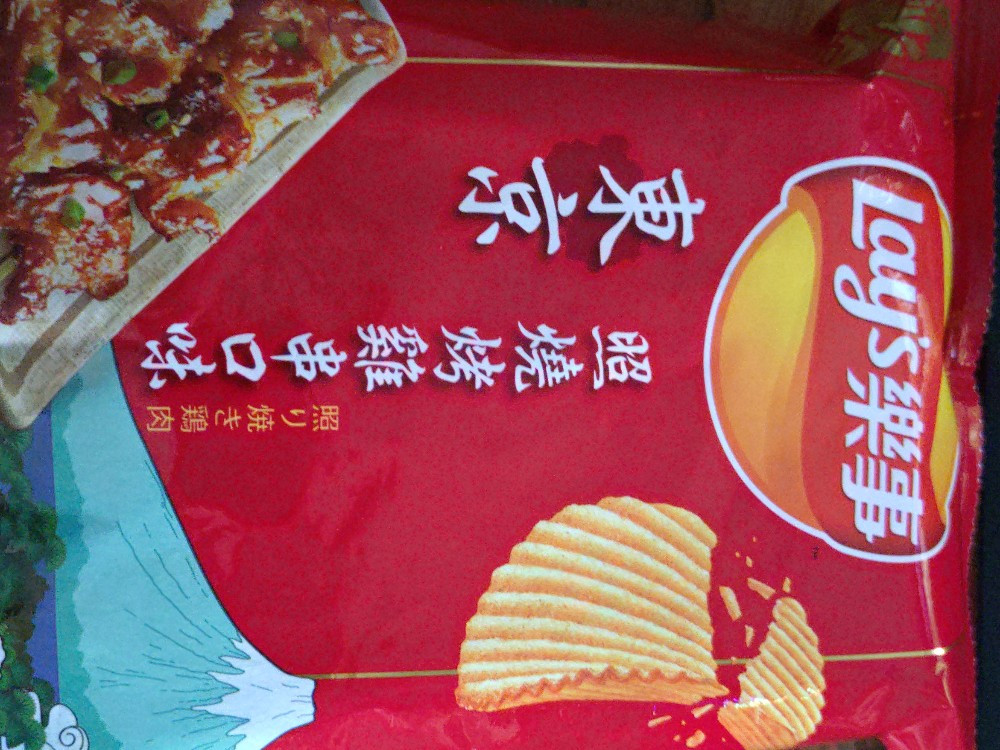 Lay's樂事
TM
東京
照燒烤雞串口味
照り焼き鶏肉